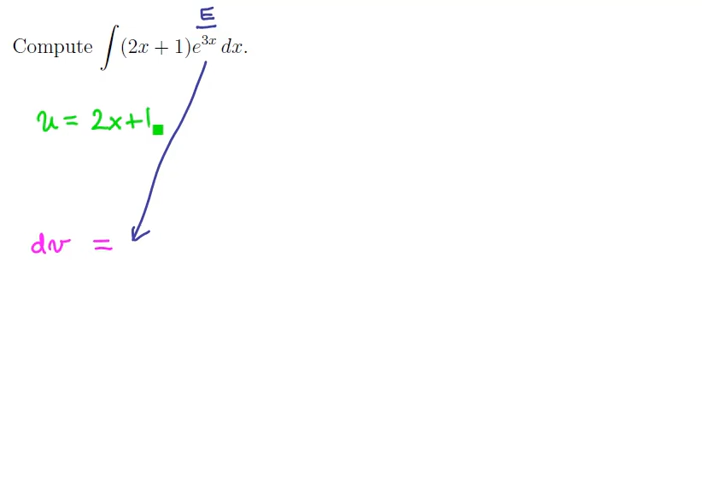 E
Compute ∫ (2x + 1)e^{3x} dx.
u = 2x+1
dv =